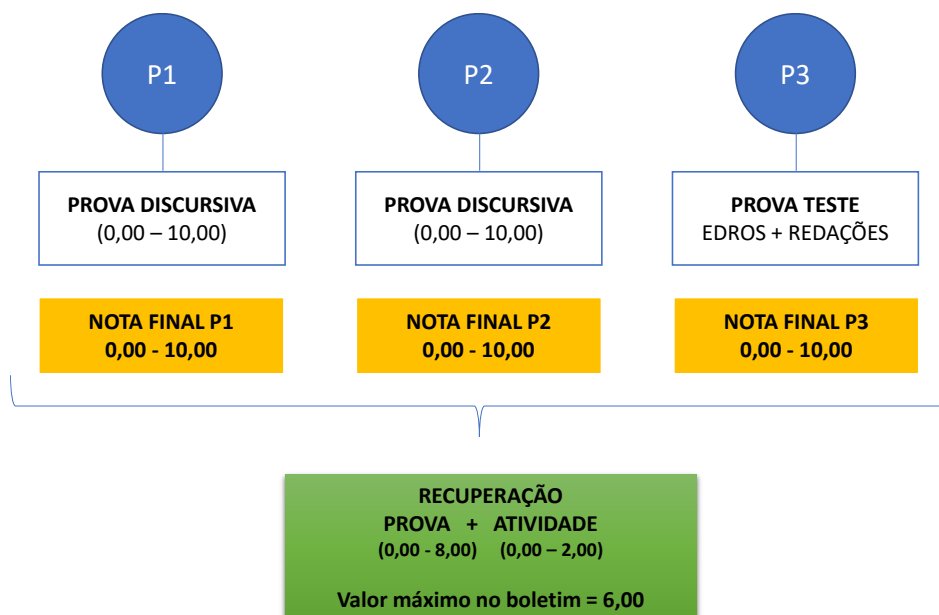 P1
P2
P3
PROVA DISCURSIVA
(0,00 – 10,00)
PROVA DISCURSIVA
(0,00 – 10,00)
PROVA TESTE
EDROS + REDAÇÕES
NOTA FINAL P1
0,00 - 10,00
NOTA FINAL P2
0,00 - 10,00
NOTA FINAL P3
0,00 - 10,00
RECUPERAÇÃO
PROVA + ATIVIDADE
(0,00 - 8,00) (0,00 – 2,00)
Valor máximo no boletim = 6,00